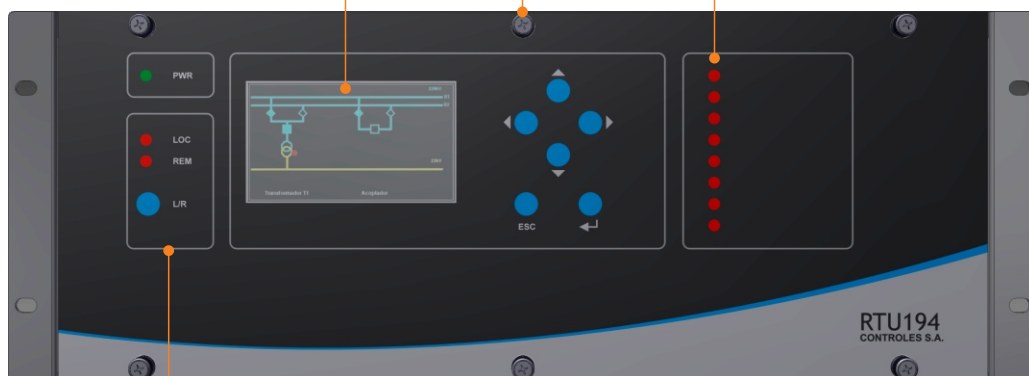 PWR
LOC
REM
L/R
Transformador T1
Acoplador
ESC
RTU194
CONTROLES S.A.